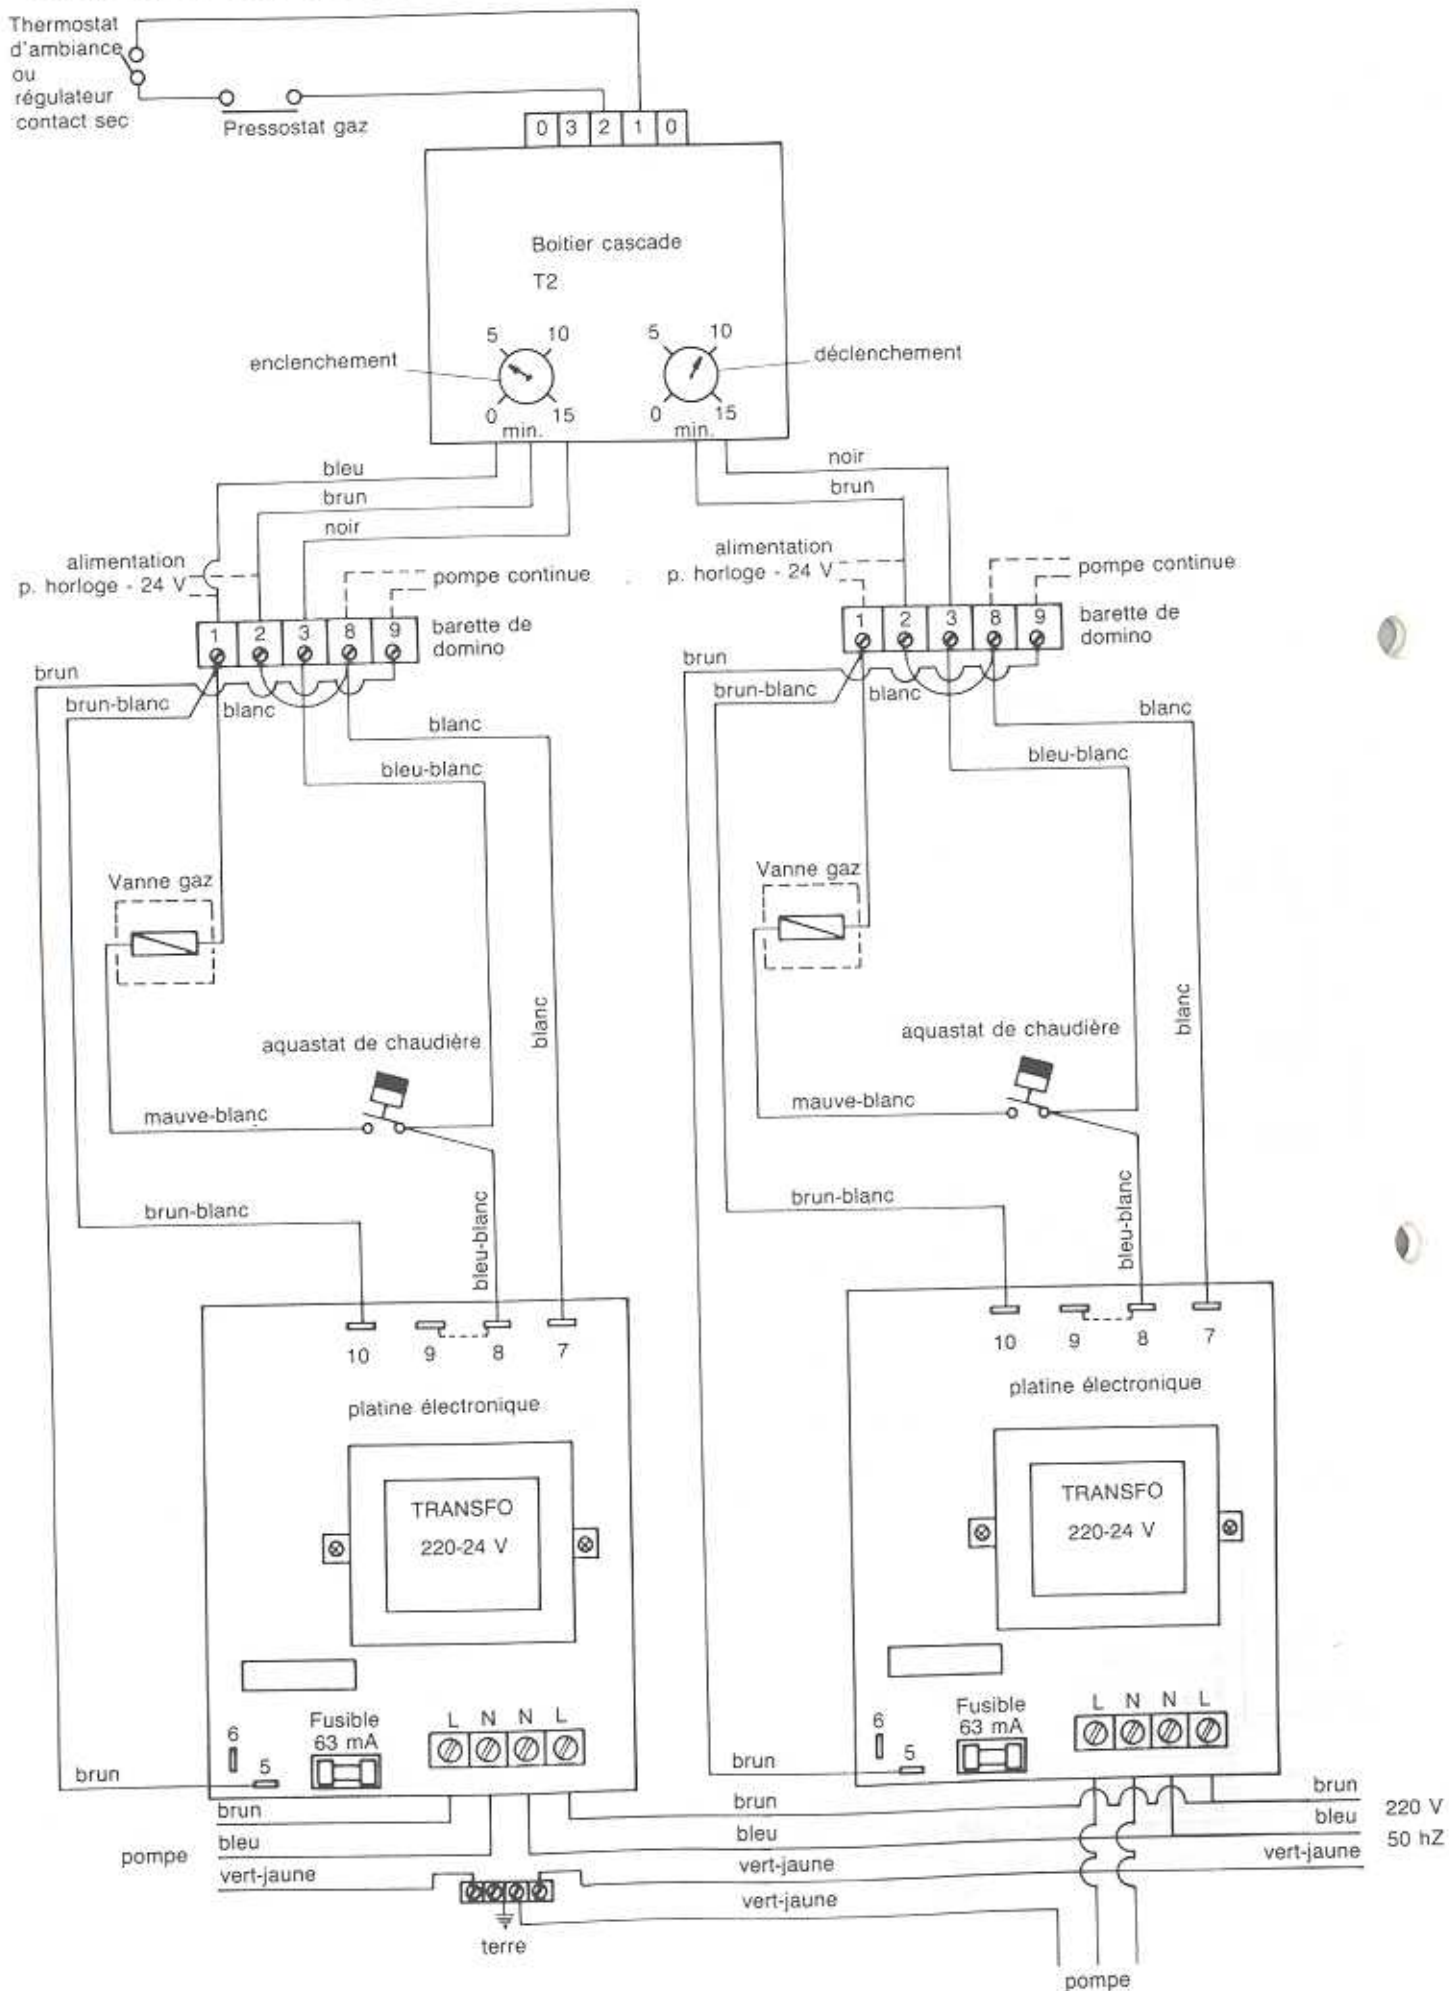 Thermostat
d'ambiance
ou
régulateur
contact sec
Pressostat gaz
0 3 2 1 0
Boitier cascade
T2
5 10
0 15
min.
enclenchement
5 10
0 15
min.
déclenchement
bleu
brun
noir
noir
brun
alimentation
p. horloge - 24 V
pompe continue
1 2 3 8 9
barette de
domino
alimentation
p. horloge - 24 V
pompe continue
1 2 3 8 9
barette de
domino
brun
brun-blanc
blanc
blanc
bleu-blanc
brun
brun-blanc
blanc
blanc
bleu-blanc
Vanne gaz
Vanne gaz
blanc
blanc
aquastat de chaudière
aquastat de chaudière
mauve-blanc
mauve-blanc
brun-blanc
bleu-blanc
brun-blanc
bleu-blanc
10 9 8 7
10 9 8 7
platine électronique
platine électronique
TRANSFO
220-24 V
TRANSFO
220-24 V
6
5
Fusible
63 mA
L N N L
6
5
Fusible
63 mA
L N N L
brun
brun
brun
bleu
vert-jaune
pompe
brun
bleu
vert-jaune
vert-jaune
terre
brun
bleu
vert-jaune
220 V
50 hZ
pompe